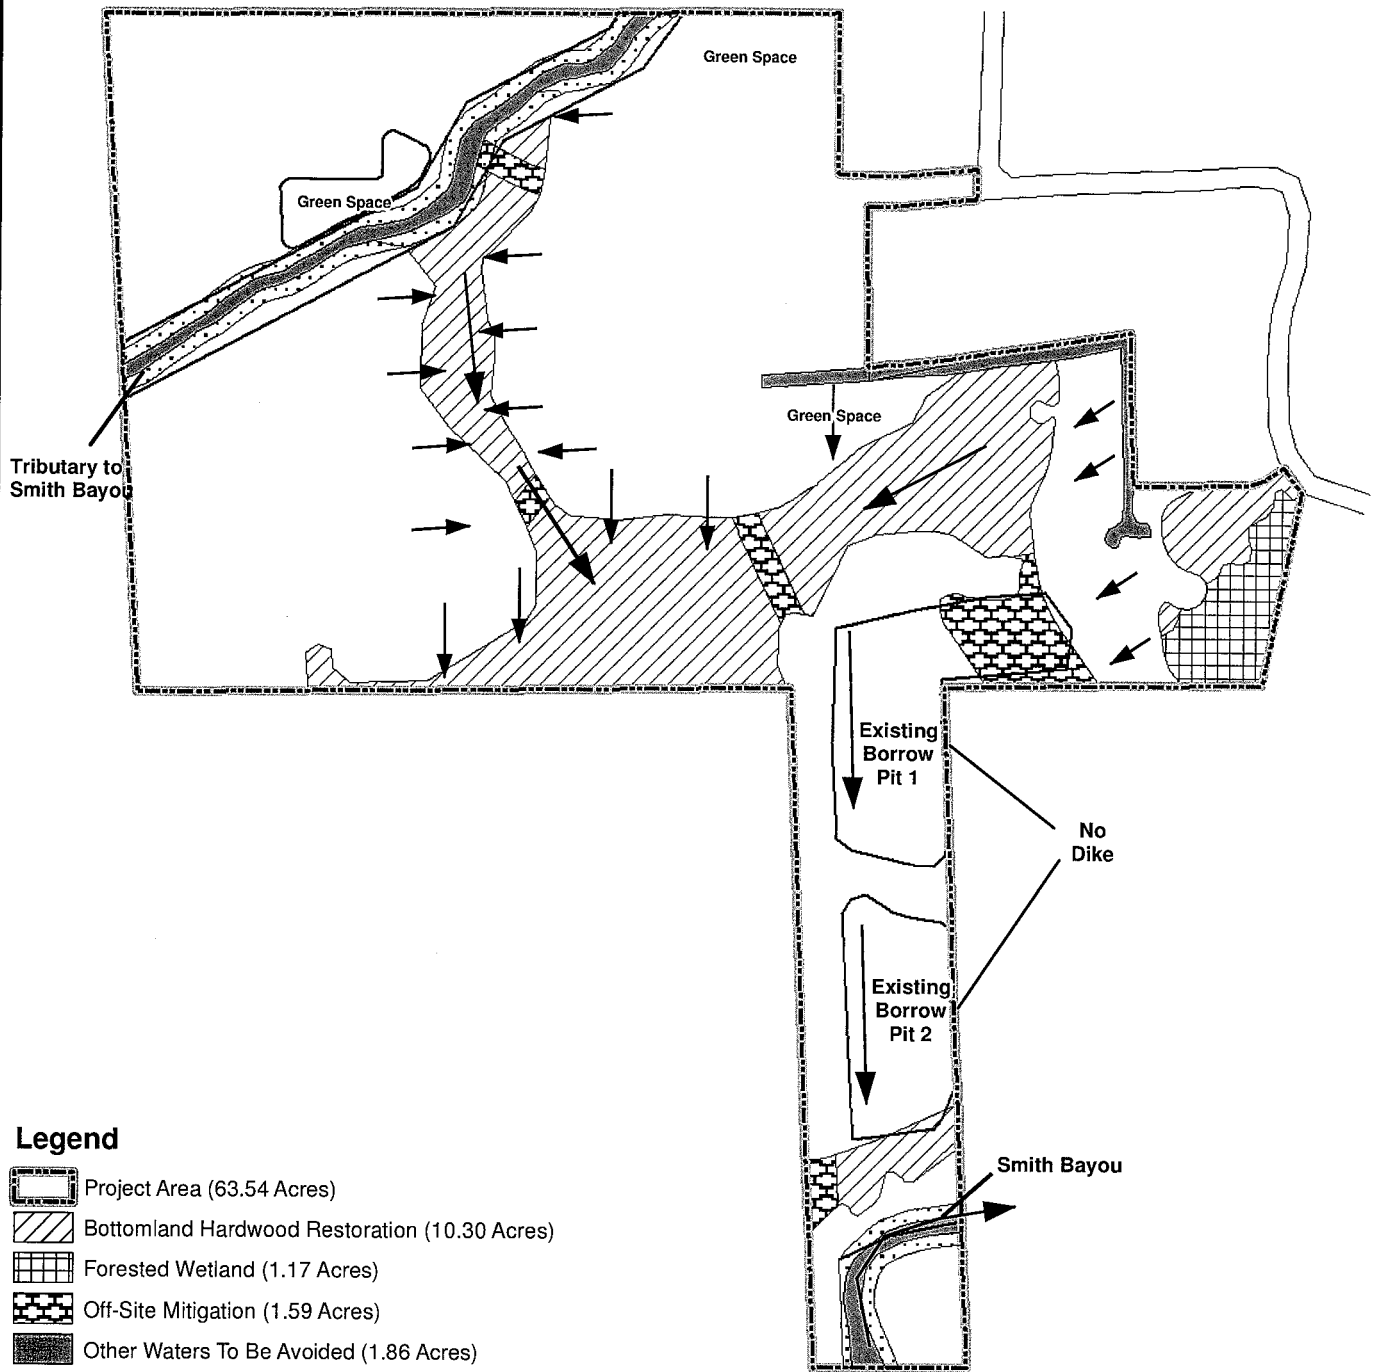 Green Space
Green Space
Green Space
Tributary to
Smith Bayou
Existing
Borrow
Pit 1
No
Dike
Existing
Borrow
Pit 2
Smith Bayou
Legend
Project Area (63.54 Acres)
Bottomland Hardwood Restoration (10.30 Acres)
Forested Wetland (1.17 Acres)
Off-Site Mitigation (1.59 Acres)
Other Waters To Be Avoided (1.86 Acres)